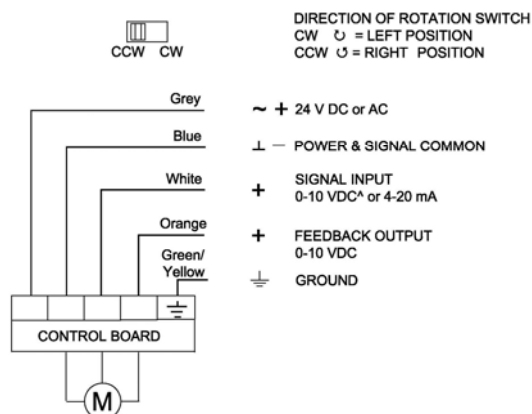 DIRECTION OF ROTATION SWITCH
CW ↻ = LEFT POSITION
CCW ↺ = RIGHT POSITION
CCW CW
Grey ~ + 24 V DC or AC
Blue ⊥ — POWER & SIGNAL COMMON
White + SIGNAL INPUT
0-10 VDC^ or 4-20 mA
Orange + FEEDBACK OUTPUT
0-10 VDC
Green/
Yellow ⏚ GROUND
CONTROL BOARD
M